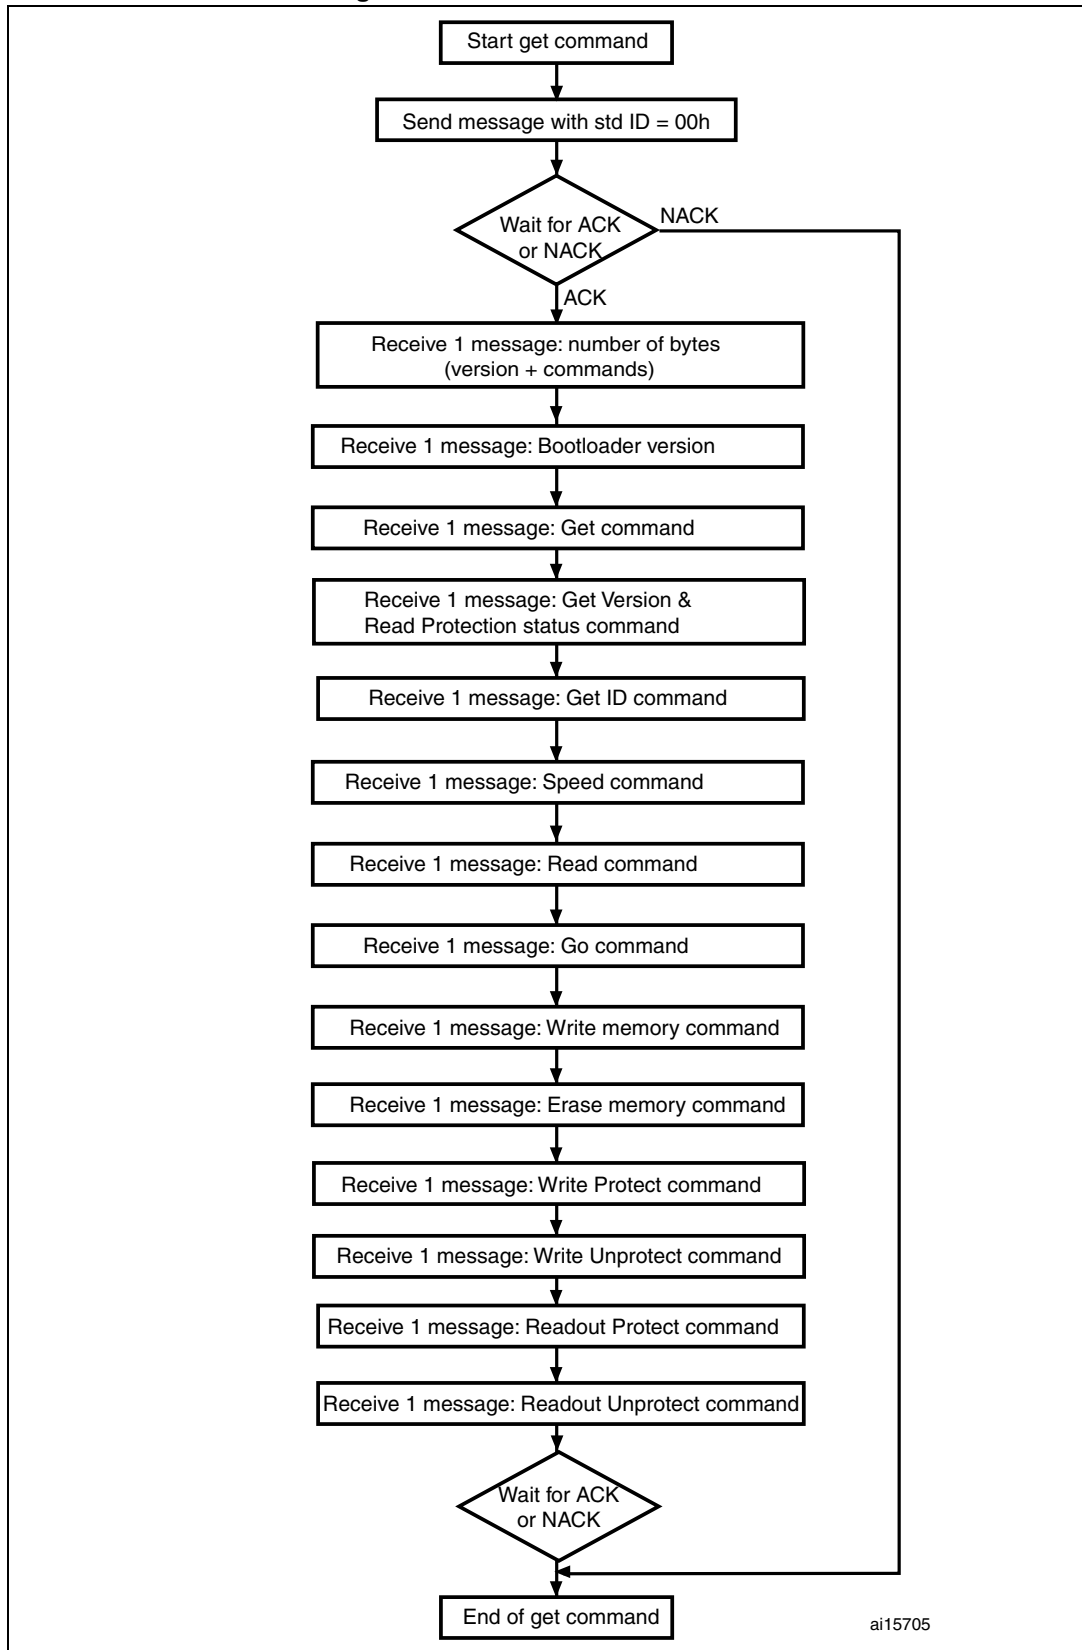 Start get command
Send message with std ID = 00h
Wait for ACK
or NACK
NACK
ACK
Receive 1 message: number of bytes
(version + commands)
Receive 1 message: Bootloader version
Receive 1 message: Get command
Receive 1 message: Get Version &
Read Protection status command
Receive 1 message: Get ID command
Receive 1 message: Speed command
Receive 1 message: Read command
Receive 1 message: Go command
Receive 1 message: Write memory command
Receive 1 message: Erase memory command
Receive 1 message: Write Protect command
Receive 1 message: Write Unprotect command
Receive 1 message: Readout Protect command
Receive 1 message: Readout Unprotect command
Wait for ACK
or NACK
End of get command
ai15705